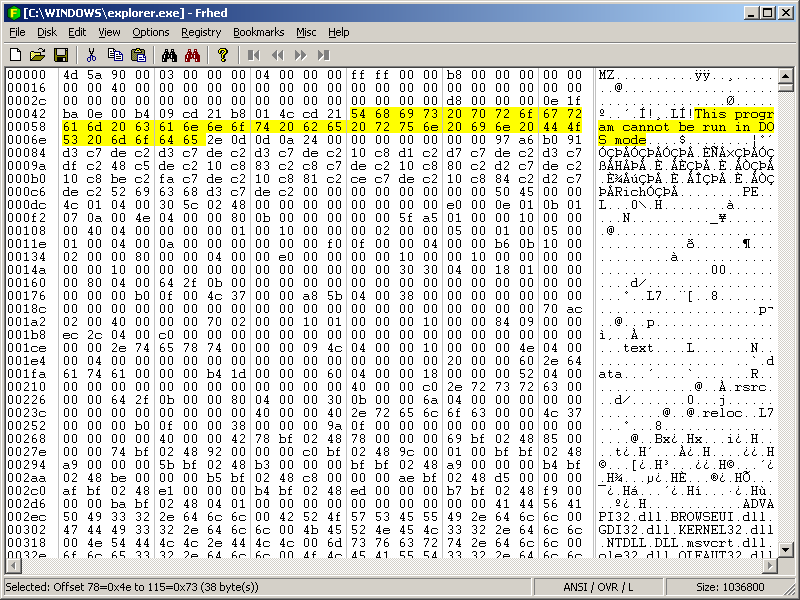 [C:\WINDOWS\explorer.exe] - Frhed
File Disk Edit View Options Registry Bookmarks Misc Help
00000 4d 5a 90 00 03 00 00 00 04 00 00 00 ff ff 00 00 b8 00 00 00 00 00 MZ..........ÿÿ..¸.....
00016 00 00 40 00 00 00 00 00 00 00 00 00 00 00 00 00 00 00 00 00 00 00 ..@...................
0002c 00 00 00 00 00 00 00 00 00 00 00 00 00 00 00 00 d8 00 00 00 0e 1f ................Ø.....
00042 ba 0e 00 b4 09 cd 21 b8 01 4c cd 21 54 68 69 73 20 70 72 6f 67 72 º..´.Í!¸.LÍ!This progr
00058 61 6d 20 63 61 6e 6e 6f 74 20 62 65 20 72 75 6e 20 69 6e 20 44 4f am cannot be run in DO
0006e 53 20 6d 6f 64 65 2e 0d 0d 0a 24 00 00 00 00 00 00 00 97 a6 b0 91 S mode....$........¦°.
00084 d3 c7 de c2 d3 c7 de c2 d3 c7 de c2 10 c8 d1 c2 d7 c7 de c2 d3 c7 ÓÇÞÂÓÇÞÂÓÇÞÂ.ÈÑÂ×ÇÞÂÓÇ
0009a df c2 48 c5 de c2 10 c8 83 c2 c8 c7 de c2 10 c8 80 c2 d2 c7 de c2 ßÂHÅÞÂ.È.ÂÈÇÞÂ.È.ÂÒÇÞÂ
000b0 10 c8 be c2 fa c7 de c2 10 c8 81 c2 ce c7 de c2 10 c8 84 c2 d2 c7 .È¾ÂúÇÞÂ.È.ÂÎÇÞÂ.È.ÂÒÇ
000c6 de c2 52 69 63 68 d3 c7 de c2 00 00 00 00 00 00 00 00 50 45 00 00 ÞÂRichÓÇÞÂ........PE..
000dc 4c 01 04 00 30 5c 02 48 00 00 00 00 00 00 00 00 e0 00 0e 01 0b 01 L...0\.H........à.....
000f2 07 0a 00 4e 04 00 00 80 0b 00 00 00 00 00 5f a5 01 00 00 10 00 00 ...N.........._¥......
00108 00 40 04 00 00 00 00 01 00 10 00 00 00 02 00 00 05 00 01 00 05 00 .@....................
0011e 01 00 04 00 0a 00 00 00 00 00 00 f0 0f 00 00 04 00 00 b6 0b 10 00 ...........ð......¶...
00134 02 00 00 80 00 00 04 00 00 e0 00 00 00 00 10 00 00 10 00 00 00 00 .........à............
0014a 00 00 10 00 00 00 00 00 00 00 00 00 00 00 30 30 04 00 18 01 00 00 ..............00......
00160 00 80 04 00 64 2f 0b 00 00 00 00 00 00 00 00 00 00 00 00 00 00 00 ....d/................
00176 00 00 00 b0 0f 00 4c 37 00 00 a8 5b 04 00 38 00 00 00 00 00 00 00 ...°..L7..¨[..8.......
0018c 00 00 00 00 00 00 00 00 00 00 00 00 00 00 00 00 00 00 00 00 70 ac ....................p¬
001a2 02 00 40 00 00 00 70 02 00 00 10 01 00 00 00 10 00 00 84 09 00 00 ..@...p...............
001b8 ec 2c 04 00 c0 00 00 00 00 00 00 00 00 00 00 00 00 00 00 00 00 00 ì,..À.................
001ce 00 00 2e 74 65 78 74 00 00 00 09 4c 04 00 00 10 00 00 00 4e 04 00 ...text....L.......N..
001e4 00 04 00 00 00 00 00 00 00 00 00 00 00 00 00 00 20 00 00 60 2e 64 ................ ..`.d
001fa 61 74 61 00 00 00 b4 1d 00 00 00 60 04 00 00 18 00 00 00 52 04 00 ata...´....`.......R..
00210 00 00 00 00 00 00 00 00 00 00 00 00 40 00 00 c0 2e 72 73 72 63 00 ............@..À.rsrc.
00226 00 00 64 2f 0b 00 00 80 04 00 00 30 0b 00 00 6a 04 00 00 00 00 00 ..d/.......0...j......
0023c 00 00 00 00 00 00 40 00 00 40 2e 72 65 6c 6f 63 00 00 4c 37 ......@..@.reloc..L7
00252 00 00 00 b0 0f 00 00 38 00 00 00 9a 0f 00 00 00 00 00 00 00 00 00 ...°...8..............
00268 00 00 40 00 00 42 78 bf 02 48 78 00 00 00 69 bf 02 48 85 00 ..@..Bx¿.Hx...i¿.H..
0027e 00 00 74 bf 02 48 92 00 00 00 c0 bf 02 48 9c 00 01 00 bf bf 02 48 ..t¿.H....À¿.H....¿¿.H
00294 a9 00 00 00 5b bf 02 48 b3 00 00 00 bf bf 02 48 a9 00 00 00 b4 bf ©...[¿.H³...¿¿.H©...´¿
002aa 02 48 be 00 00 00 b5 bf 02 48 c8 00 00 00 ae bf 02 48 d5 00 00 00 .H¾...µ¿.HÈ...®¿.HÕ...
002c0 af bf 02 48 e1 00 00 00 b4 bf 02 48 ed 00 00 00 b7 bf 02 48 f9 00 ¯¿.Há...´¿.Hí...·¿.Hù.
002d6 00 00 ba bf 02 48 04 01 00 00 00 00 00 00 00 00 00 00 41 44 56 41 ..º¿.H............ADVA
002ec 50 49 33 32 2e 64 6c 6c 00 42 52 4f 57 53 45 55 49 2e 64 6c 6c 00 PI32.dll.BROWSEUI.dll.
00302 47 44 49 33 32 2e 64 6c 6c 00 4b 45 52 4e 45 4c 33 32 2e 64 6c 6c GDI32.dll.KERNEL32.dll
00318 00 4e 54 44 4c 4c 2e 44 4c 4c 00 6d 73 76 63 72 74 2e 64 6c 6c 00 .NTDLL.DLL.msvcrt.dll.
0032e 6f 6c 65 33 32 2e 64 6c 6c 00 4f 4c 45 41 55 54 33 32 2e 64 6c 6c ole32.dll.OLEAUT32.dll
Selected: Offset 78=0x4e to 115=0x73 (38 byte(s)) ANSI / OVR / L Size: 1036800